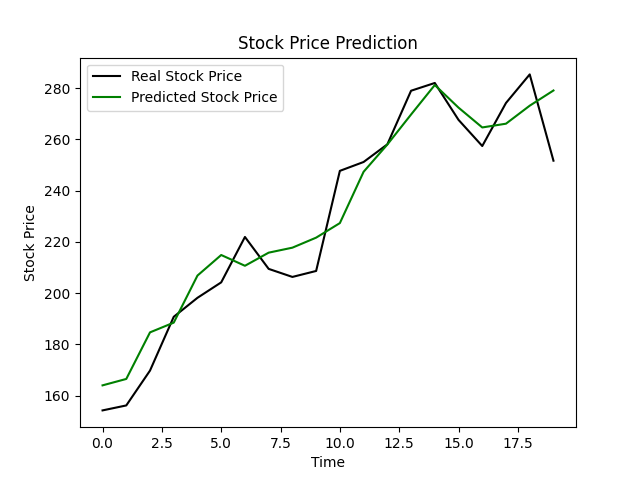 Stock Price Prediction
Real Stock Price
Predicted Stock Price
280
260
240
220
200
180
160
Stock Price
0.0 2.5 5.0 7.5 10.0 12.5 15.0 17.5
Time